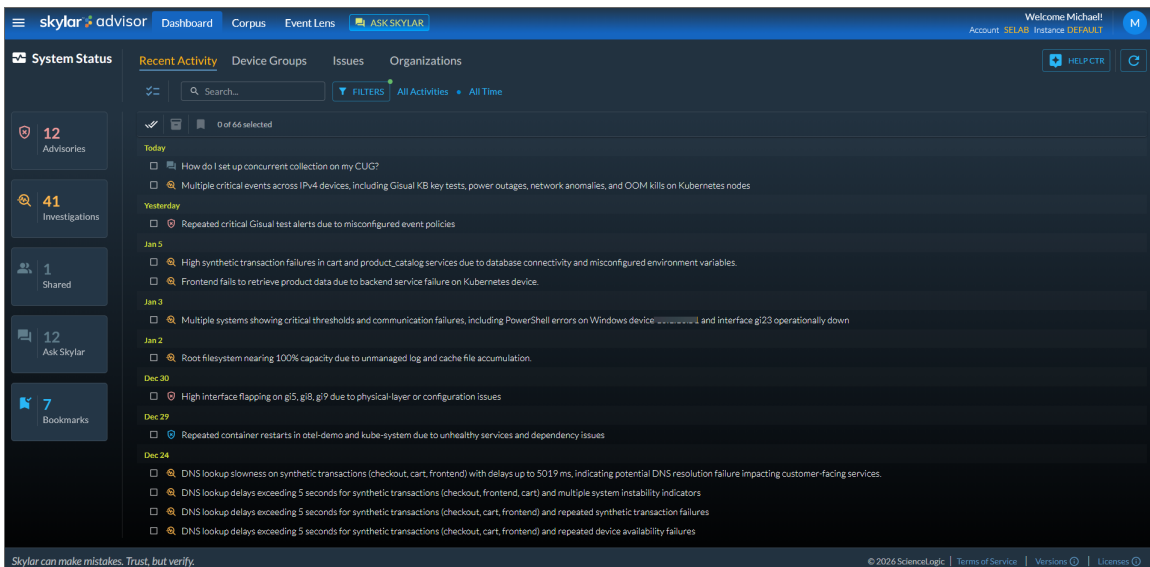 skylar advisor Dashboard Corpus Event Lens ASK SKYLAR
Welcome Michael!
Account SELAB Instance DEFAULT
M
System Status
Recent Activity Device Groups Issues Organizations
HELP CTR
Search...
FILTERS All Activities All Time
12
Advisories
41
Investigations
1
Shared
12
Ask Skylar
7
Bookmarks
0 of 66 selected
Today
How do I set up concurrent collection on my CUG?
Multiple critical events across IPv4 devices, including Gisual KB key tests, power outages, network anomalies, and OOM kills on Kubernetes nodes
Yesterday
Repeated critical Gisual test alerts due to misconfigured event policies
Jan 5
High synthetic transaction failures in cart and product_catalog services due to database connectivity and misconfigured environment variables.
Frontend fails to retrieve product data due to backend service failure on Kubernetes device.
Jan 3
Multiple systems showing critical thresholds and communication failures, including PowerShell errors on Windows device and interface gi23 operationally down
Jan 2
Root filesystem nearing 100% capacity due to unmanaged log and cache file accumulation.
Dec 30
High interface flapping on gi5, gi8, gi9 due to physical-layer or configuration issues
Dec 29
Repeated container restarts in otel-demo and kube-system due to unhealthy services and dependency issues
Dec 24
DNS lookup slowness on synthetic transactions (checkout, cart, frontend) with delays up to 5019 ms, indicating potential DNS resolution failure impacting customer-facing services.
DNS lookup delays exceeding 5 seconds for synthetic transactions (checkout, frontend, cart) and multiple system instability indicators
DNS lookup delays exceeding 5 seconds for synthetic transactions (checkout, cart, frontend) and repeated synthetic transaction failures
DNS lookup delays exceeding 5 seconds for synthetic transactions (checkout, cart, frontend) and repeated device availability failures
Skylar can make mistakes. Trust, but verify.
© 2026 ScienceLogic | Terms of Service | Versions | Licenses